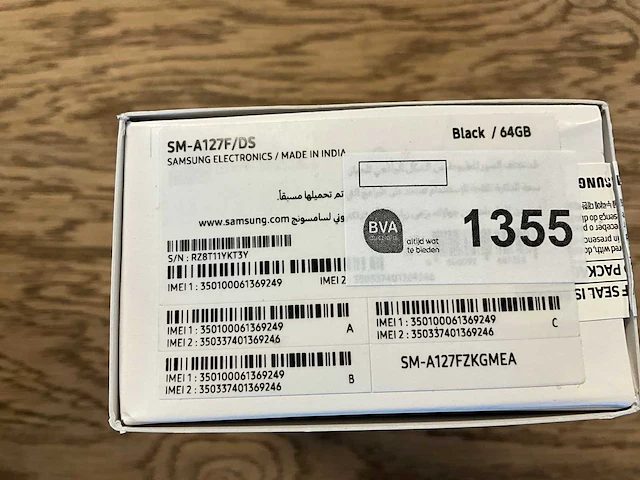 SM-A127F/DS
Black / 64GB
SAMSUNG ELECTRONICS / MADE IN INDIA
تم تحميلها مسبقاً.
وني لسامسونج www.samsung.com
BVA
altijd wat
te bieden
1355
S/N : RZ8T11YKT3Y
IMEI 1 : 350100061369249
IMEI 2
IMEI 1 : 350100061369249
IMEI 2 : 350337401369246
A
IMEI 1 : 350100061369249
IMEI 2 : 350337401369246
C
IMEI 1 : 350100061369249
IMEI 2 : 350337401369246
B
SM-A127FZKGMEA
PACKA
F SEAL IS